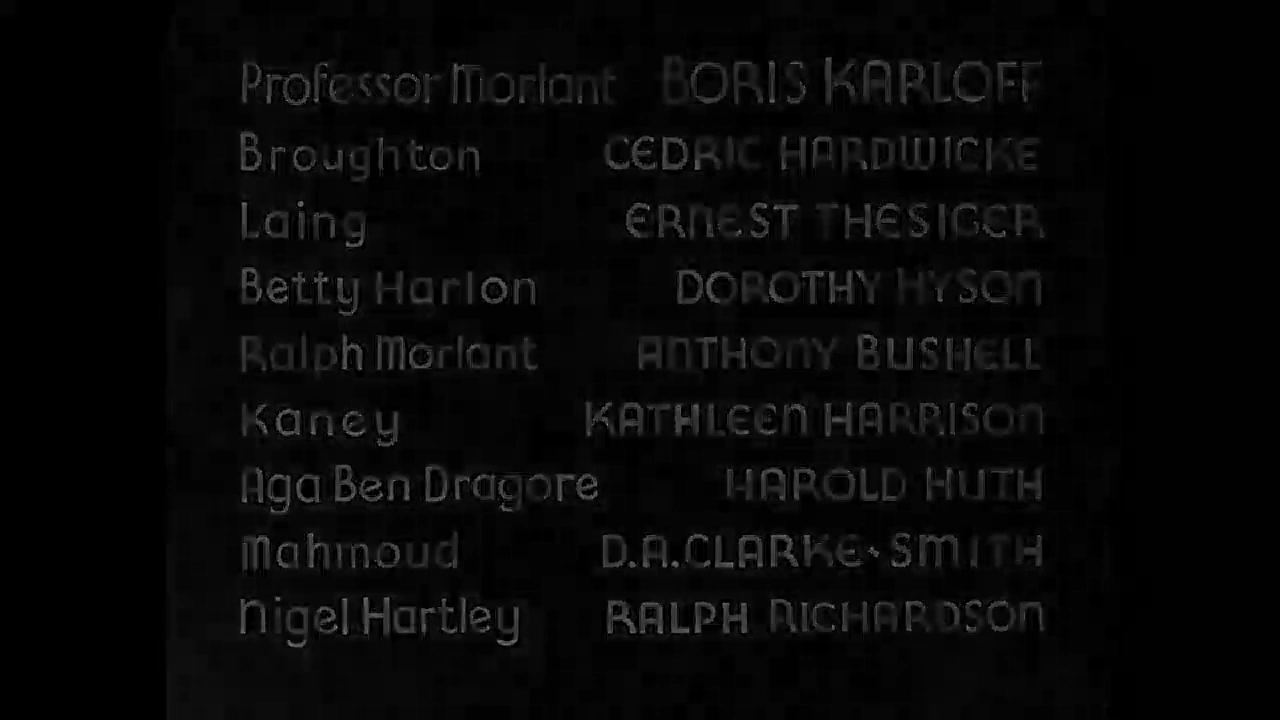 Professor Morlant BORIS KARLOFF
Broughton CEDRIC HARDWICKE
Laing ERNEST THESIGER
Betty Harlon DOROTHY HYSON
Ralph Morlant ANTHONY BUSHELL
Kaney KATHLEEN HARRISON
Aga Ben Dragore HAROLD HUTH
Mahmoud D.A.CLARKE-SMITH
Nigel Hartley RALPH RICHARDSON